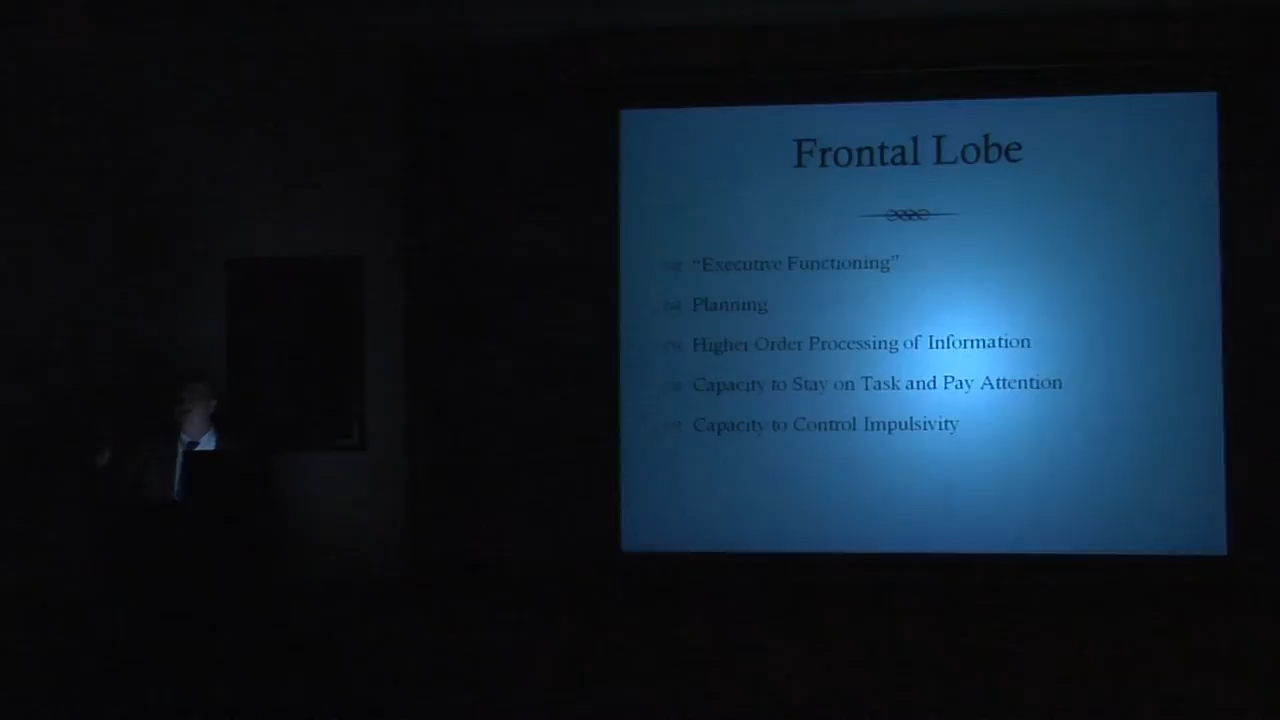 Frontal Lobe
"Executive Functioning"
Planning
Higher Order Processing of Information
Capacity to Stay on Task and Pay Attention
Capacity to Control Impulsivity